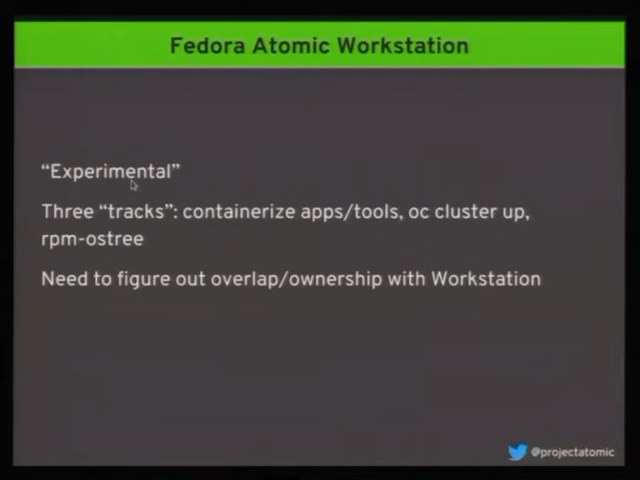 Fedora Atomic Workstation
“Experimental”
Three “tracks”: containerize apps/tools, oc cluster up,
rpm-ostree
Need to figure out overlap/ownership with Workstation
@projectatomic